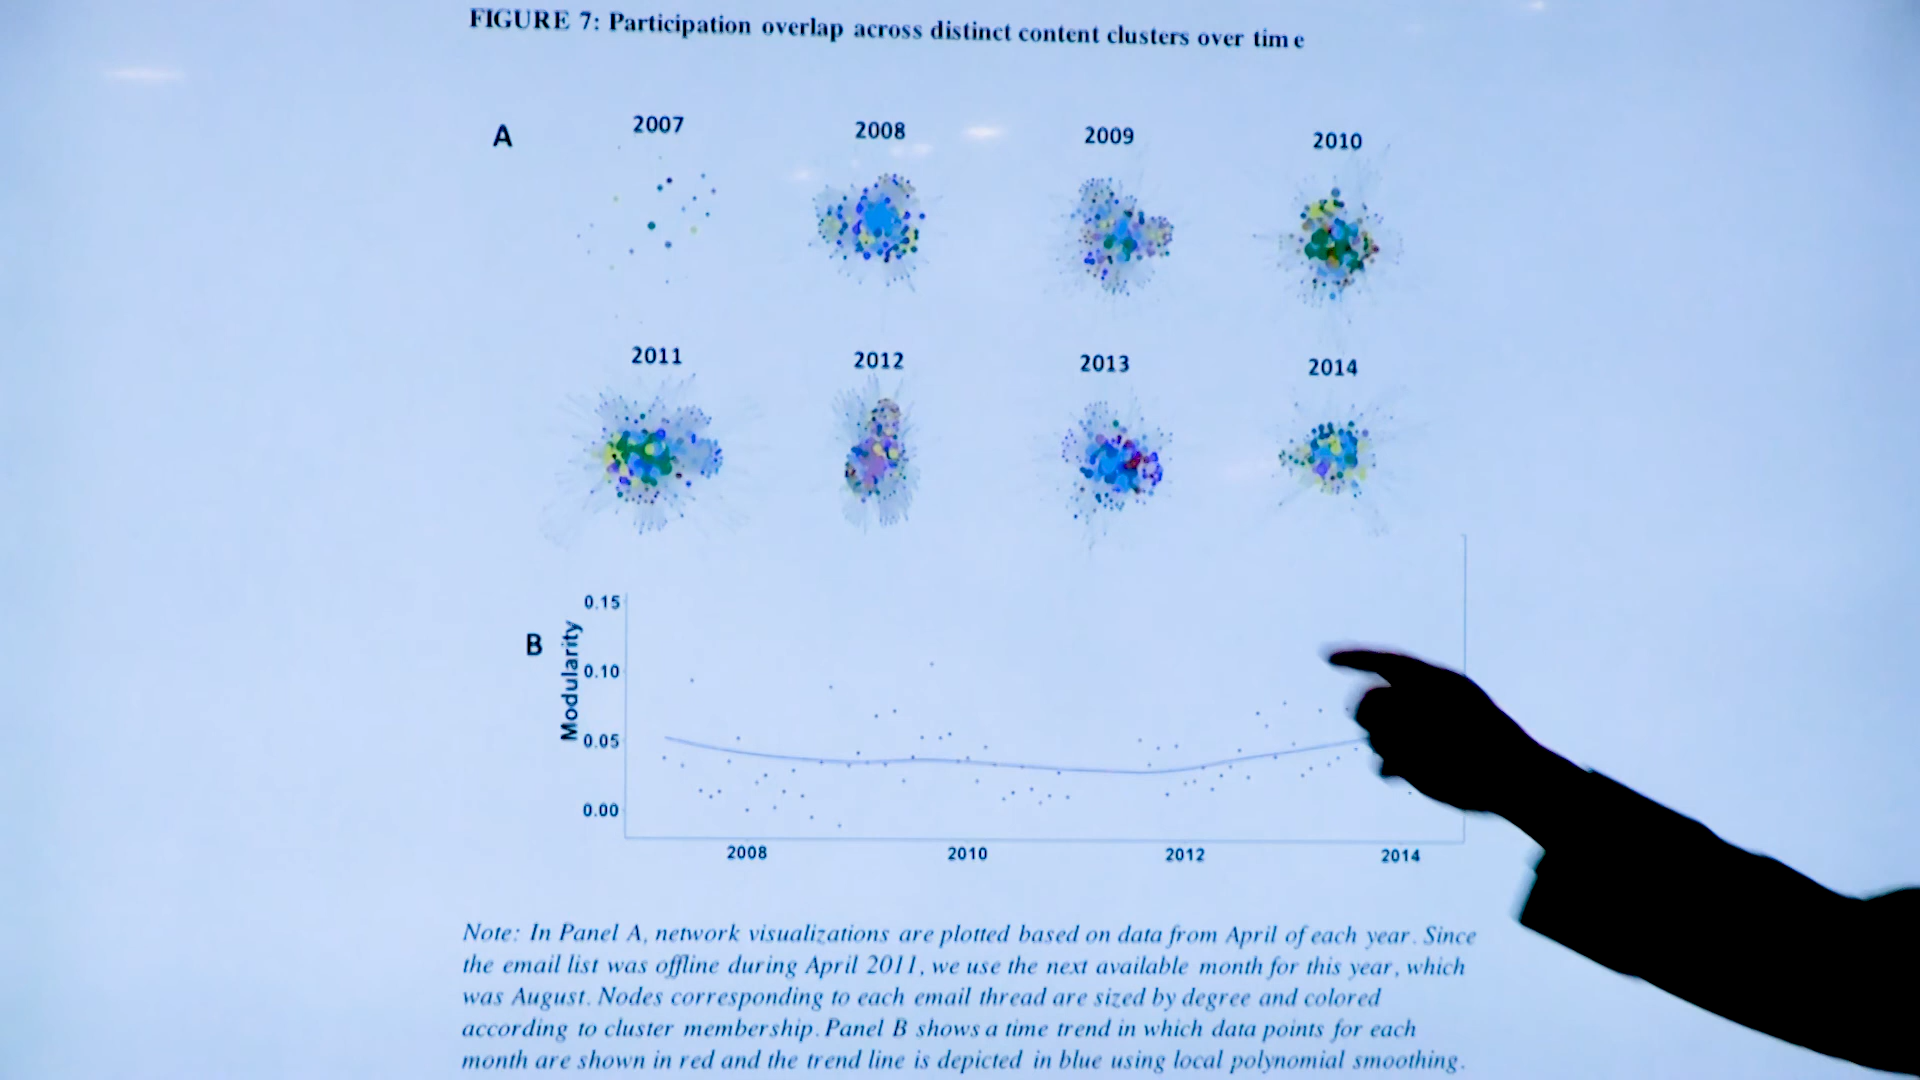 FIGURE 7: Participation overlap across distinct content clusters over time
A
2007
2008
2009
2010
2011
2012
2013
2014
B
Modularity
0.15
0.10
0.05
0.00
2008
2010
2012
2014
Note: In Panel A, network visualizations are plotted based on data from April of each year. Since
the email list was offline during April 2011, we use the next available month for this year, which
was August. Nodes corresponding to each email thread are sized by degree and colored
according to cluster membership. Panel B shows a time trend in which data points for each
month are shown in red and the trend line is depicted in blue using local polynomial smoothing.